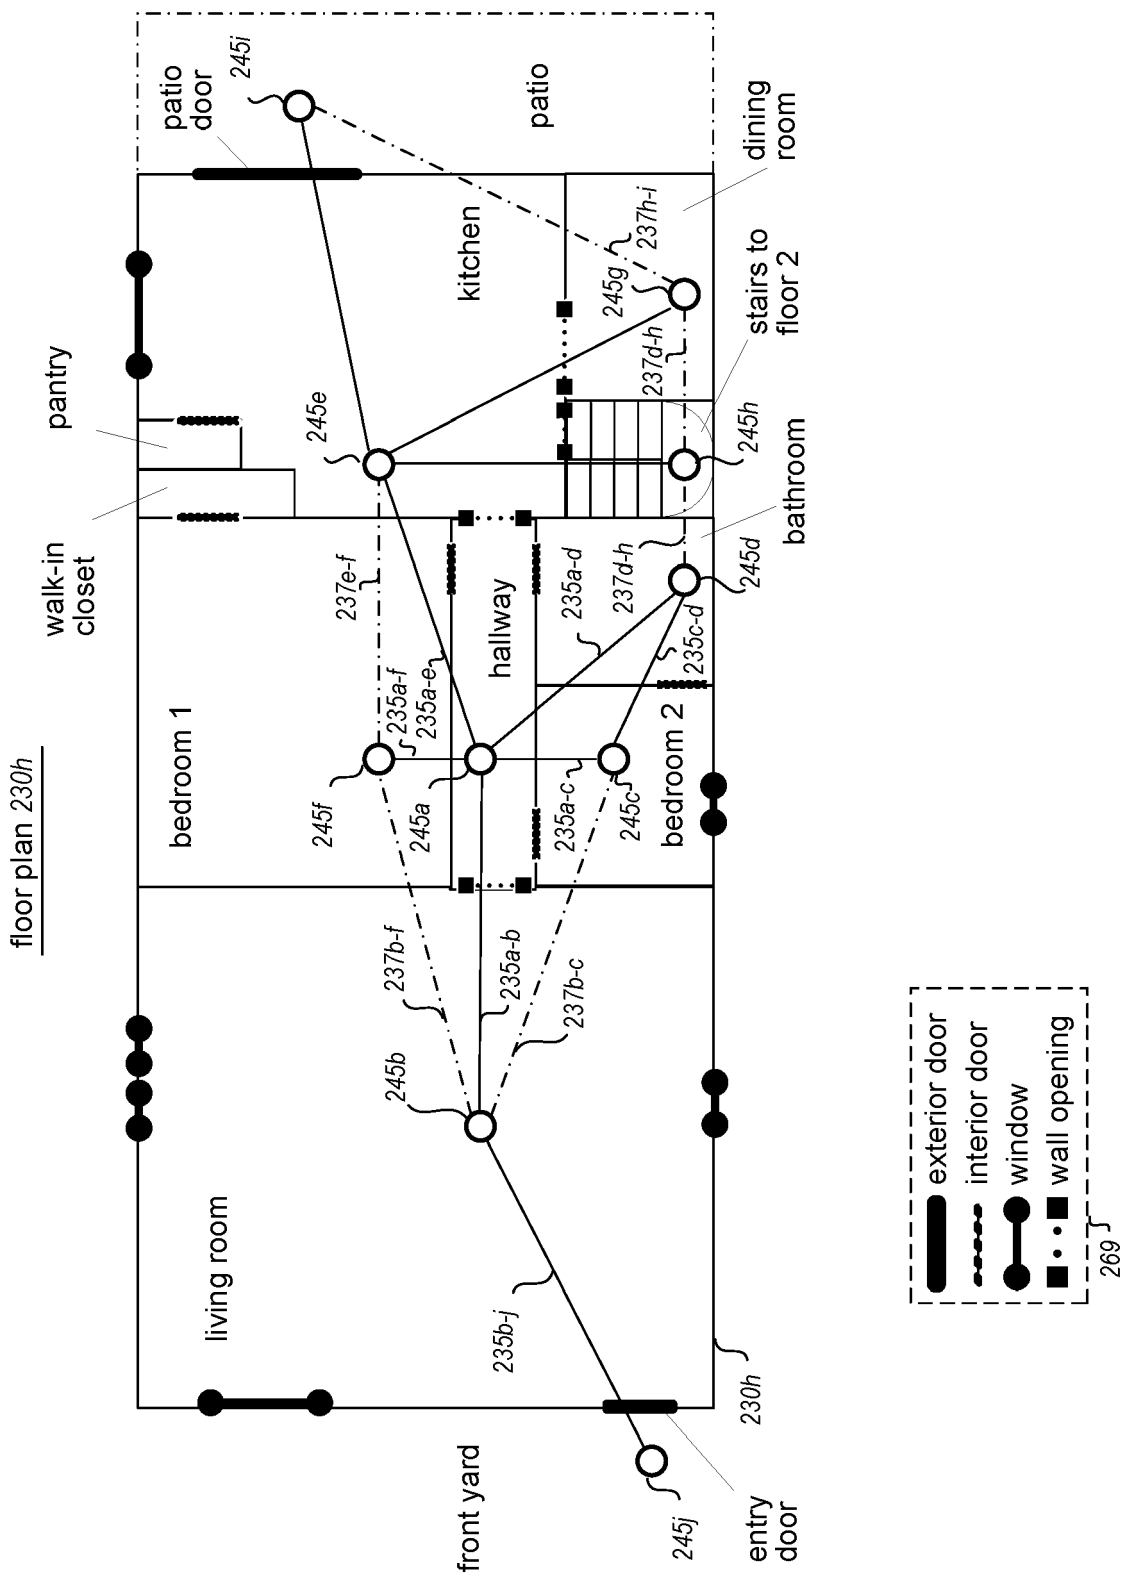 floor plan 230h
walk-in
closet
pantry
patio
door
245i
patio
bedroom 1
245e
kitchen
dining
room
237h-i
245g
stairs to
floor 2
237d-h
245h
bathroom
237e-f
235a-f
235a-e
hallway
235a-d
237d-h
245d
235c-d
245f
245a
235a-c
245c
bedroom 2
237b-f
235a-b
237b-c
245b
living room
235b-j
230h
front yard
245j
entry
door
exterior door
interior door
window
wall opening
269